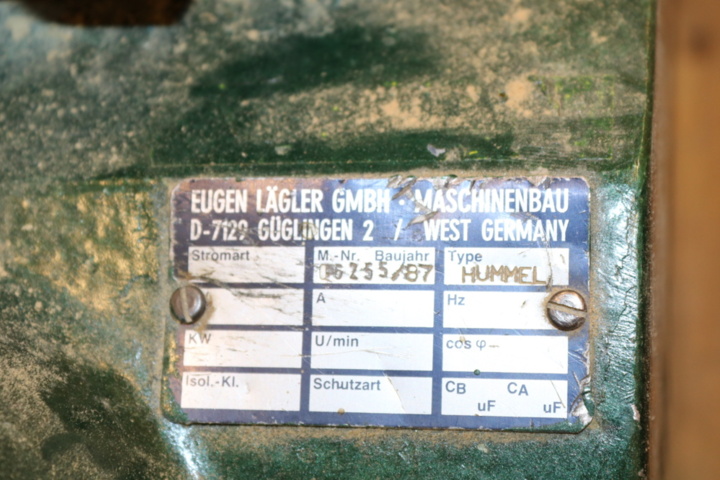 EUGEN LÄGLER GMBH · MASCHINENBAU
D-7129 GÜGLINGEN 2 / WEST GERMANY
Stromart M.-Nr. Baujahr Type
/87 HUMMEL
A Hz
KW U/min cos φ
Isol.-Kl. Schutzart CB CA
uF uF